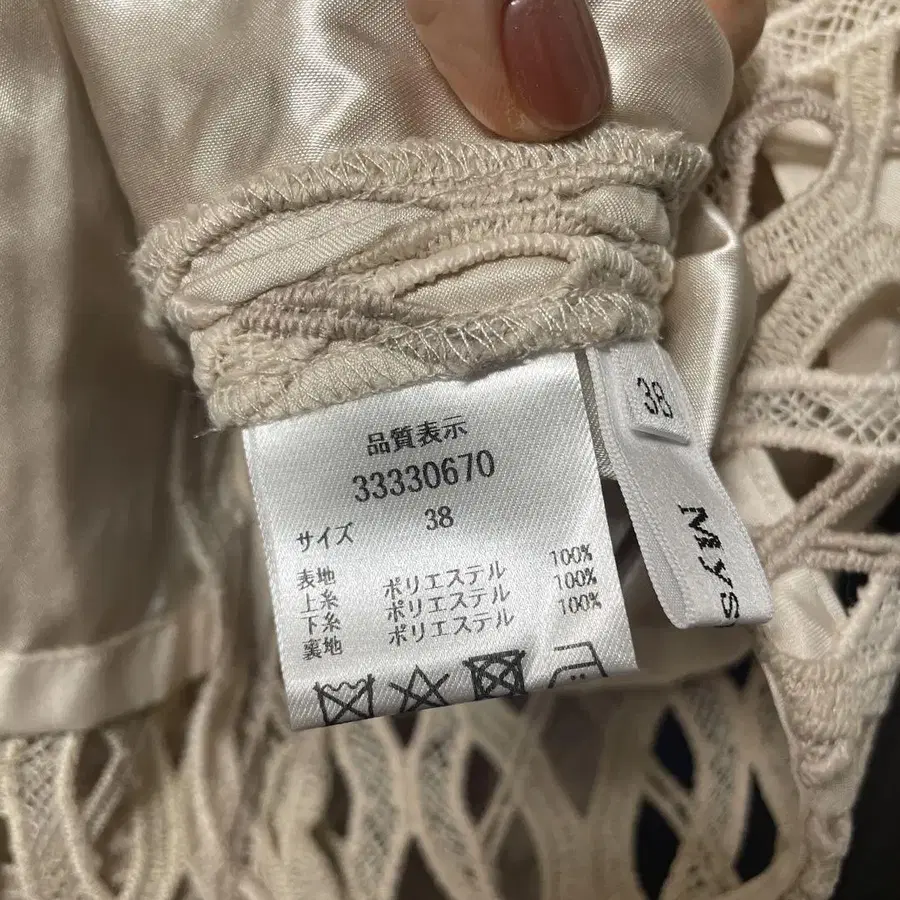 品質表示
33330670
サイズ 38
表地
上糸 ポリエステル 100%
下糸 ポリエステル 100%
裏地 ポリエステル 100%
38